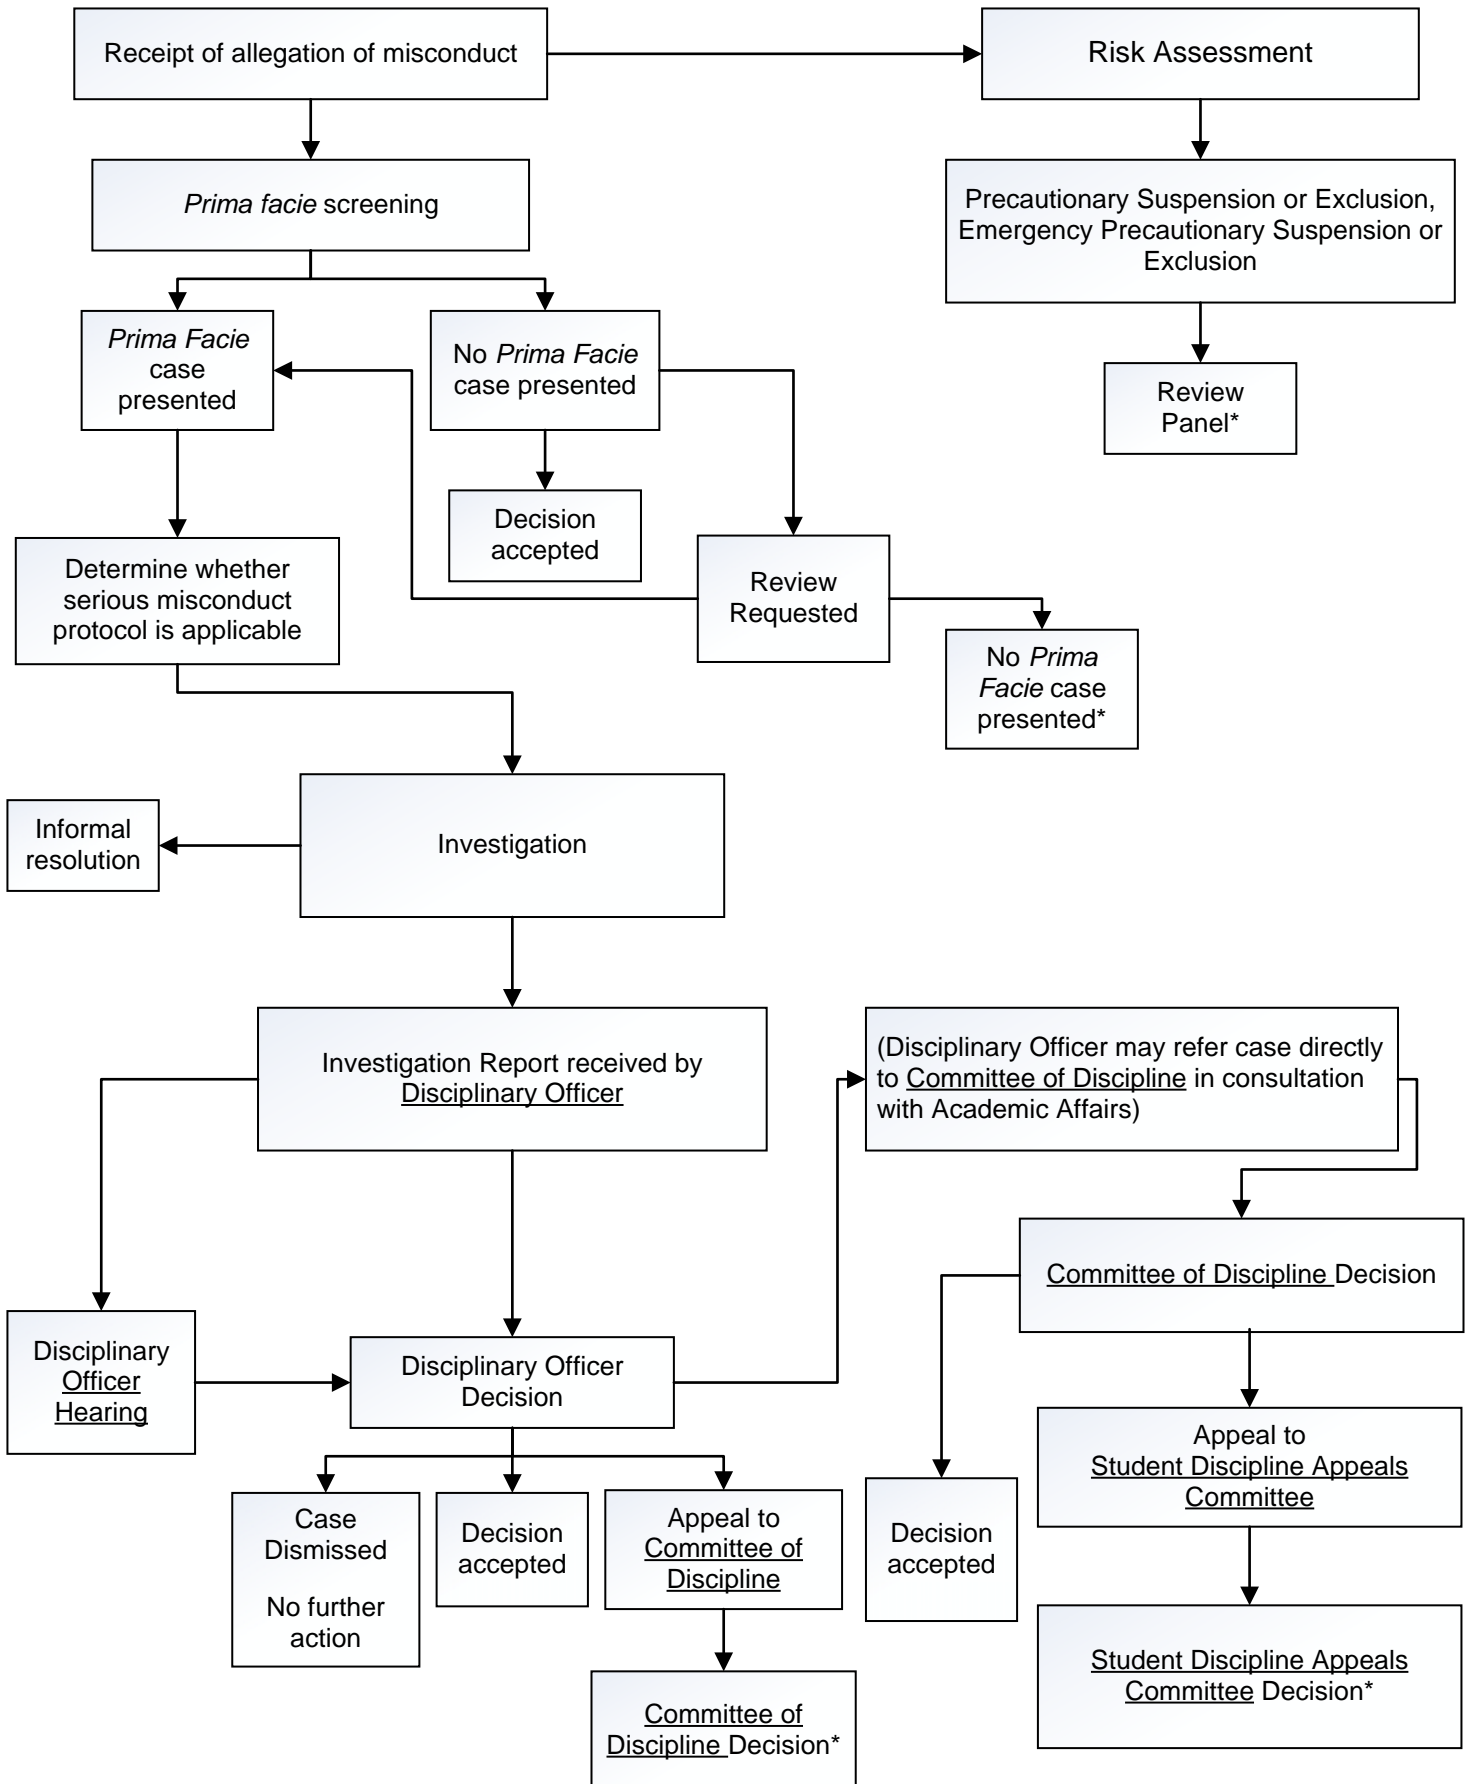 Receipt of allegation of misconduct
Risk Assessment
Prima facie screening
Precautionary Suspension or Exclusion,
Emergency Precautionary Suspension or
Exclusion
Prima Facie
case
presented
No Prima Facie
case presented
Review
Panel*
Decision
accepted
Determine whether
serious misconduct
protocol is applicable
Review
Requested
No Prima
Facie case
presented*
Informal
resolution
Investigation
Investigation Report received by
Disciplinary Officer
(Disciplinary Officer may refer case directly
to Committee of Discipline in consultation
with Academic Affairs)
Committee of Discipline Decision
Disciplinary
Officer
Hearing
Disciplinary Officer
Decision
Appeal to
Student Discipline Appeals
Committee
Case
Dismissed
No further
action
Decision
accepted
Appeal to
Committee of
Discipline
Decision
accepted
Student Discipline Appeals
Committee Decision*
Committee of
Discipline Decision*